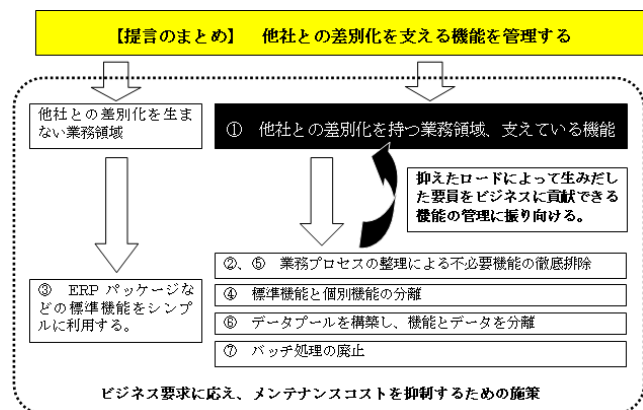 【提言のまとめ】 他社との差別化を支える機能を管理する
他社との差別化を生ま
ない業務領域
① 他社との差別化を持つ業務領域、支えている機能
抑えたロードによって生みだし
た要員をビジネスに貢献できる
機能の管理に振り向ける。
③ ERP パッケージな
どの標準機能をシンプ
ルに利用する。
②、⑤ 業務プロセスの整理による不必要機能の徹底排除
④ 標準機能と個別機能の分離
⑥ データプールを構築し、機能とデータを分離
⑦ バッチ処理の廃止
ビジネス要求に応え、メンテナンスコストを抑制するための施策